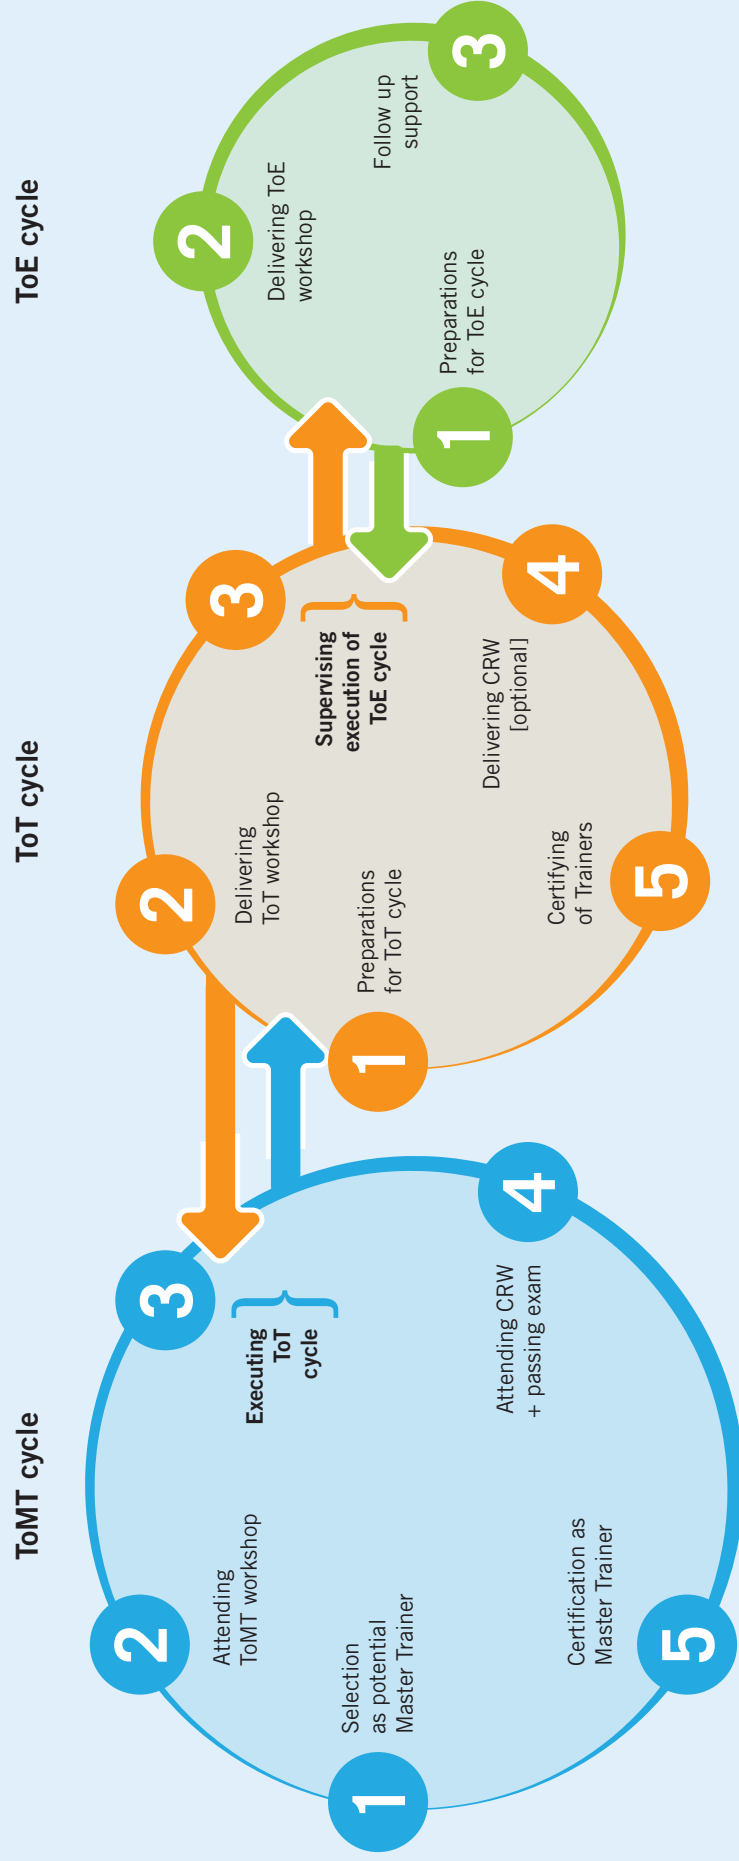 ToMT cycle
1
Selection
as potential
Master Trainer
2
Attending
ToMT workshop
3
Executing
ToT
cycle
4
Attending CRW
+ passing exam
5
Certification as
Master Trainer
ToT cycle
1
Preparations
for ToT cycle
2
Delivering
ToT workshop
3
Supervising
execution of
ToE cycle
4
Delivering CRW
[optional]
5
Certifying
of Trainers
ToE cycle
1
Preparations
for ToE cycle
2
Delivering ToE
workshop
3
Follow up
support